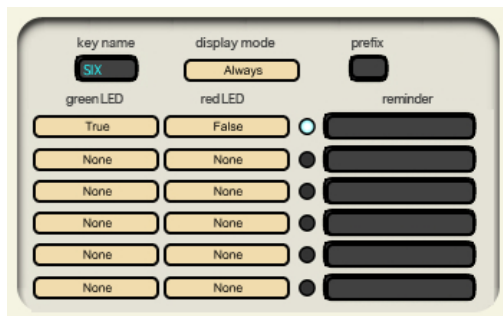 key name display mode prefix
SIX Always
green LED red LED reminder
True False
None None
None None
None None
None None
None None